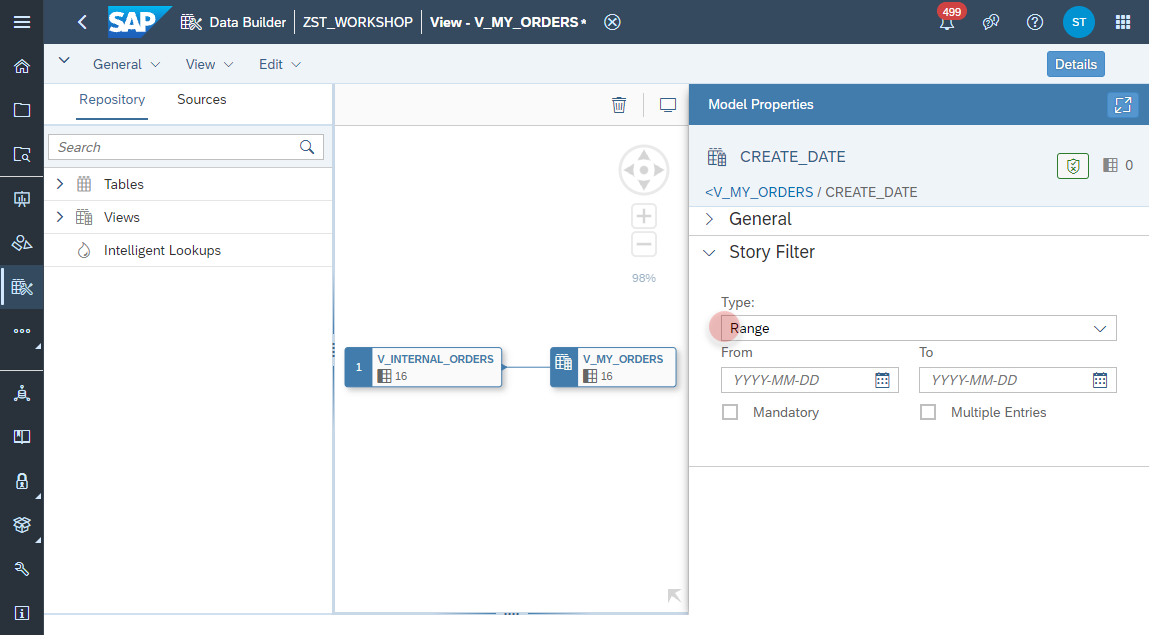 SAP Data Builder ZST_WORKSHOP View - V_MY_ORDERS* 499 ST
General View Edit Details
Repository Sources
Search
Tables
Views
Intelligent Lookups
98%
1 V_INTERNAL_ORDERS
16
V_MY_ORDERS
16
Model Properties
CREATE_DATE
0
<V_MY_ORDERS / CREATE_DATE
General
Story Filter
Type:
Range
From To
YYYY-MM-DD YYYY-MM-DD
Mandatory Multiple Entries